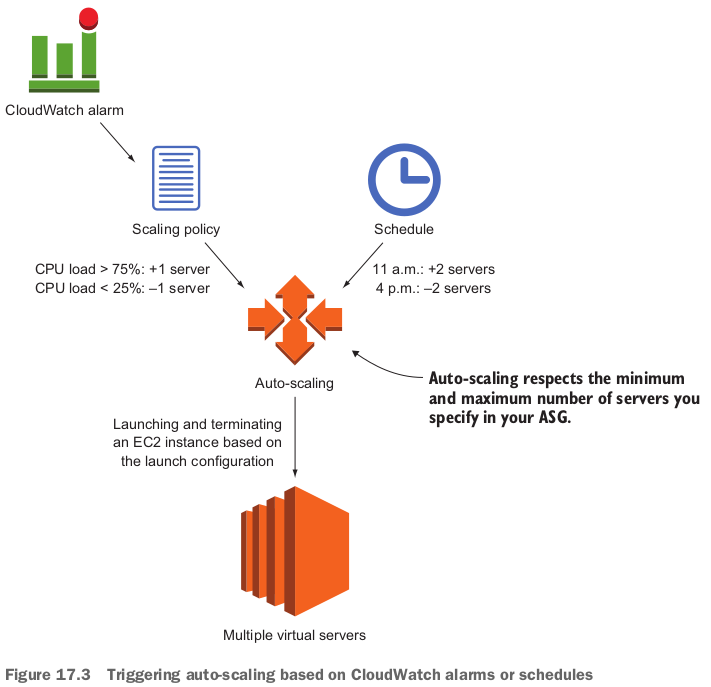 CloudWatch alarm
Scaling policy
Schedule
CPU load > 75%: +1 server
CPU load < 25%: –1 server
11 a.m.: +2 servers
4 p.m.: –2 servers
Auto-scaling
Auto-scaling respects the minimum
and maximum number of servers you
specify in your ASG.
Launching and terminating
an EC2 instance based on
the launch configuration
Multiple virtual servers
Figure 17.3 Triggering auto-scaling based on CloudWatch alarms or schedules